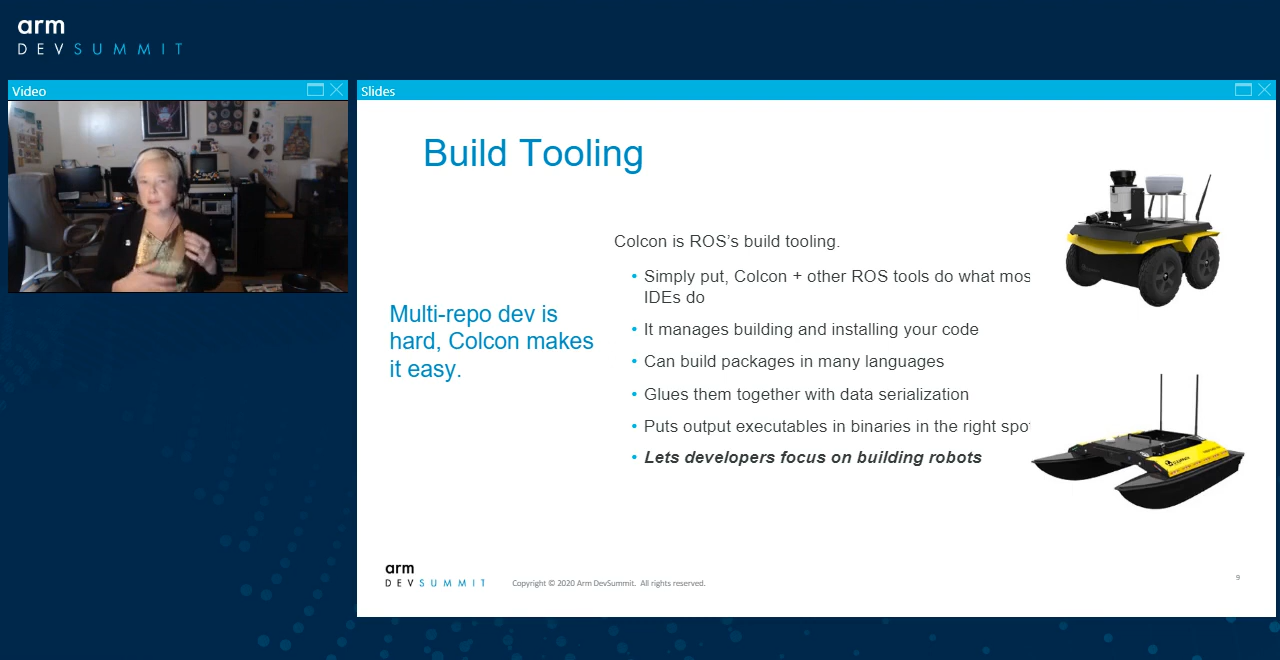 arm
DEVSUMMIT
Video
Slides
Build Tooling
Multi-repo dev is
hard, Colcon makes
it easy.
Colcon is ROS’s build tooling.
• Simply put, Colcon + other ROS tools do what mos
IDEs do
• It manages building and installing your code
• Can build packages in many languages
• Glues them together with data serialization
• Puts output executables in binaries in the right spo
• Lets developers focus on building robots
arm
DEVSUMMIT
Copyright © 2020 Arm DevSummit. All rights reserved.
9